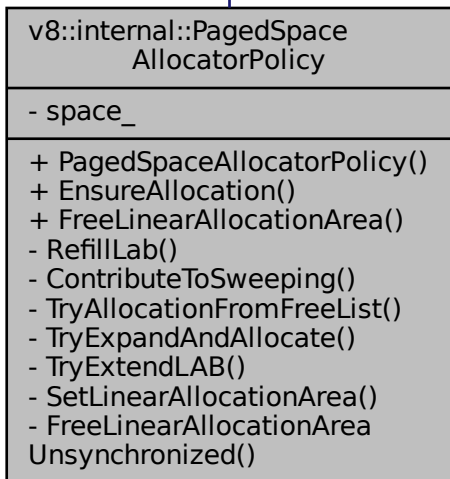 v8::internal::PagedSpace
AllocatorPolicy
- space_
+ PagedSpaceAllocatorPolicy()
+ EnsureAllocation()
+ FreeLinearAllocationArea()
- RefillLab()
- ContributeToSweeping()
- TryAllocationFromFreeList()
- TryExpandAndAllocate()
- TryExtendLAB()
- SetLinearAllocationArea()
- FreeLinearAllocationArea
Unsynchronized()